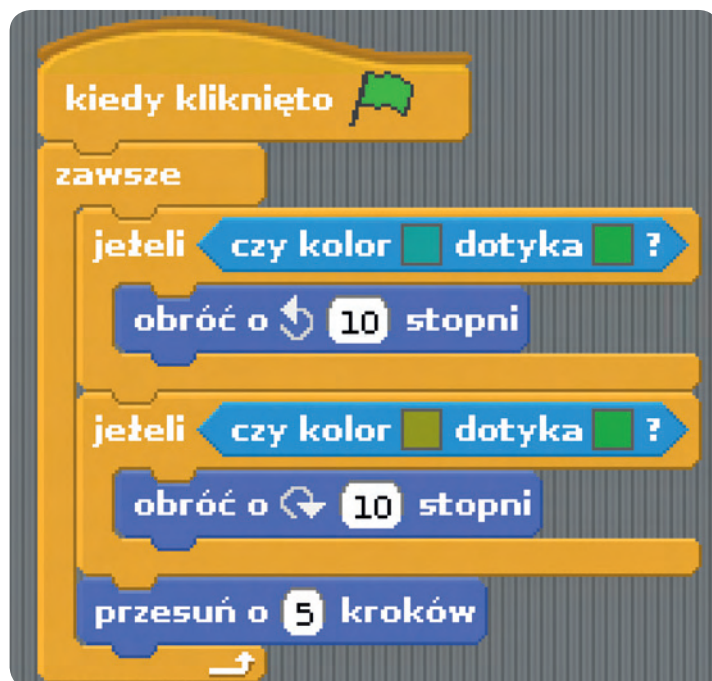 kiedy kliknięto
zawsze
jeżeli czy kolor dotyka ?
obróć o 10 stopni
jeżeli czy kolor dotyka ?
obróć o 10 stopni
przesuń o 5 kroków